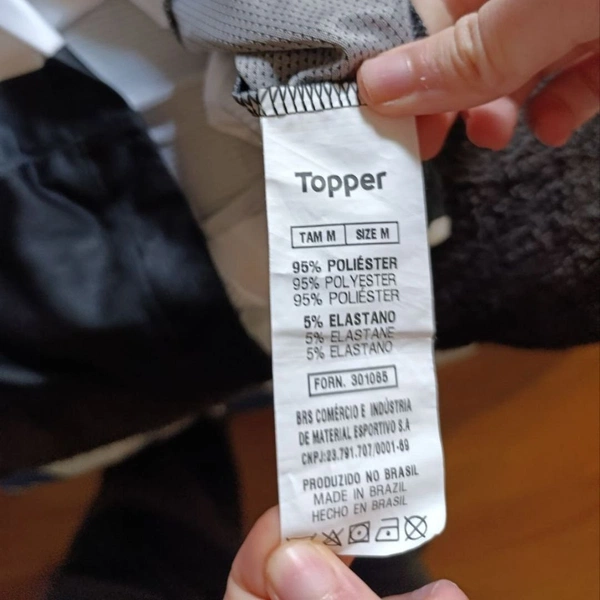 Topper
TAM M SIZE M
95% POLIÉSTER
95% POLYESTER
95% POLIÉSTER
5% ELASTANO
5% ELASTANE
5% ELASTANO
FORN. 301085
BRS COMÉRCIO E INDÚSTRIA
DE MATERIAL ESPORTIVO S.A
CNPJ:23.791.707/0001-69
PRODUZIDO NO BRASIL
MADE IN BRAZIL
HECHO EN BRASIL